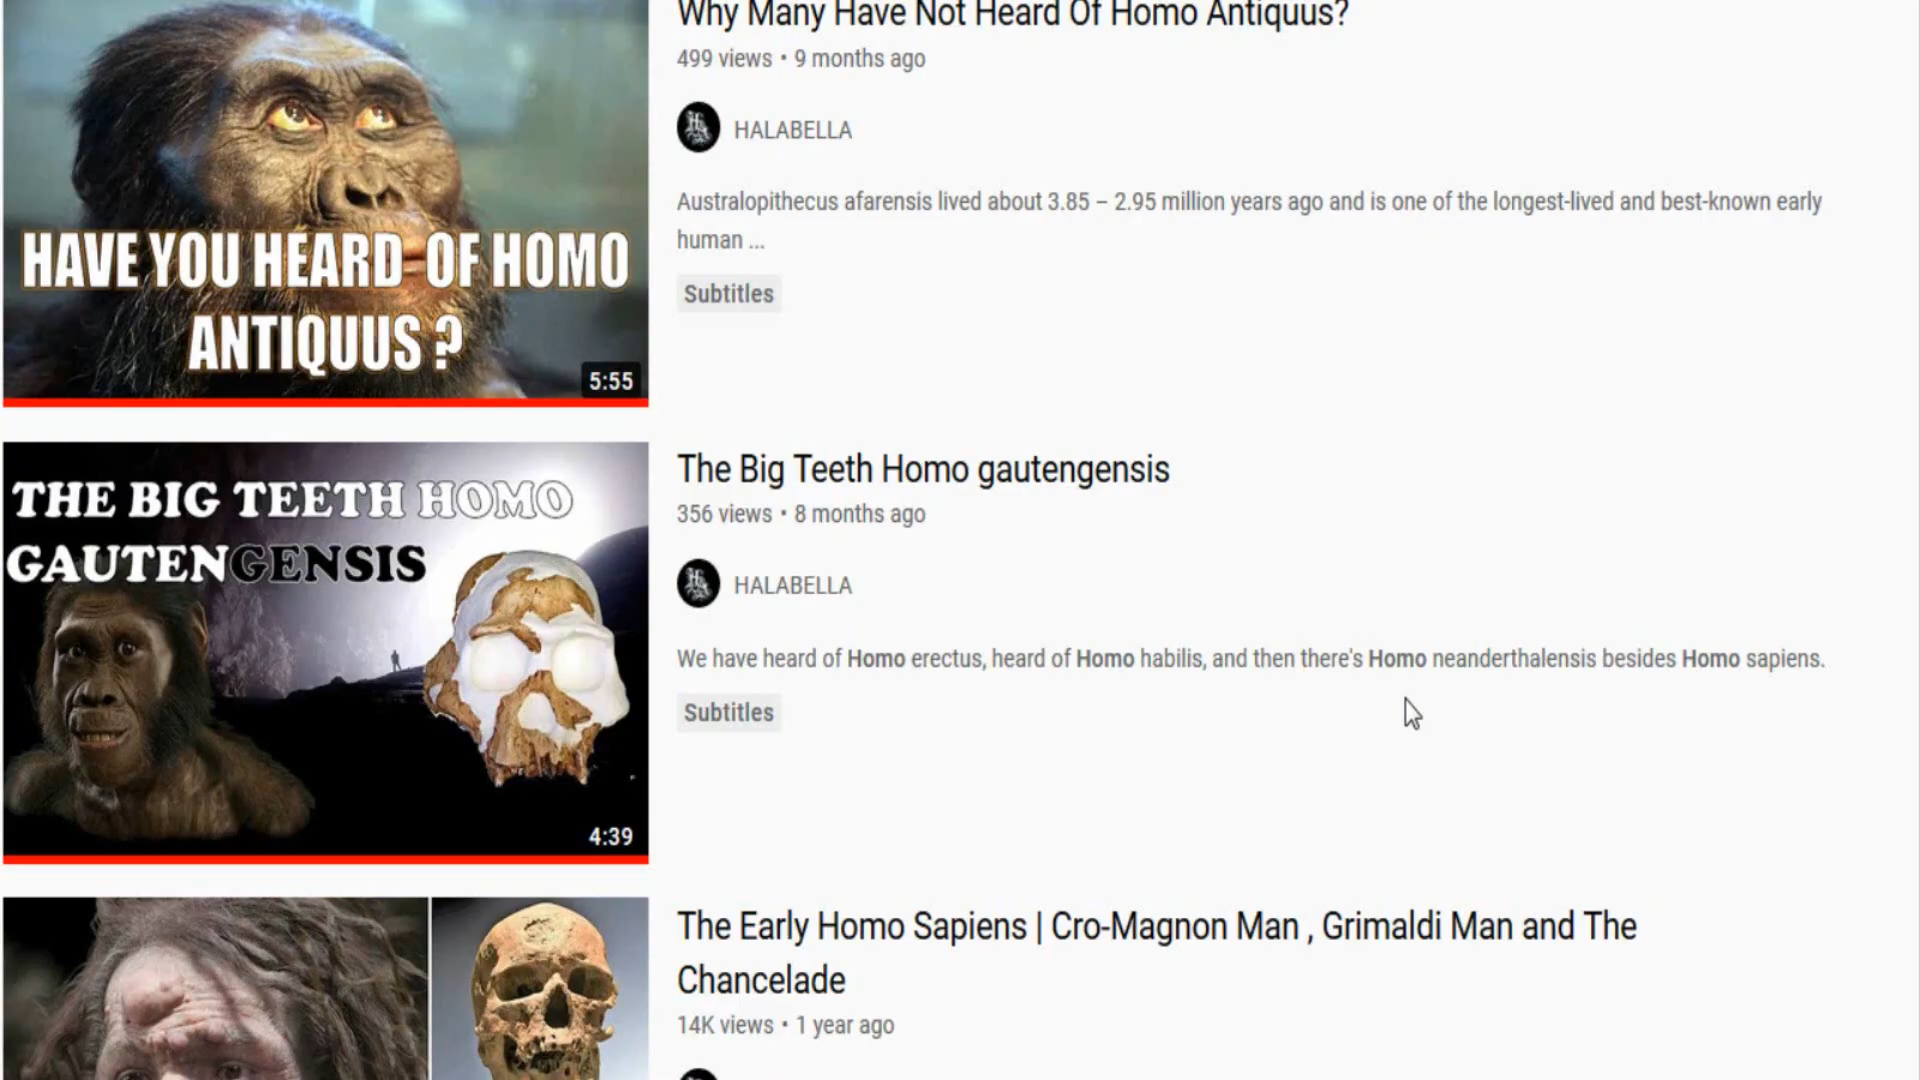 Why Many Have Not Heard Of Homo Antiquus?
499 views • 9 months ago
HALABELLA
Australopithecus afarensis lived about 3.85 – 2.95 million years ago and is one of the longest-lived and best-known early
human ...
Subtitles
HAVE YOU HEARD OF HOMO
ANTIQUUS ?
5:55
The Big Teeth Homo gautengensis
356 views • 8 months ago
HALABELLA
We have heard of Homo erectus, heard of Homo habilis, and then there's Homo neanderthalensis besides Homo sapiens.
Subtitles
THE BIG TEETH HOMO
GAUTENGENSIS
4:39
The Early Homo Sapiens | Cro-Magnon Man , Grimaldi Man and The
Chancelade
14K views • 1 year ago